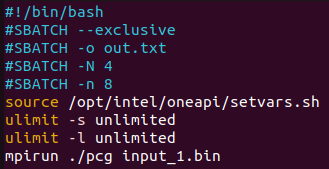 #!/bin/bash
#SBATCH --exclusive
#SBATCH -o out.txt
#SBATCH -N 4
#SBATCH -n 8
source /opt/intel/oneapi/setvars.sh
ulimit -s unlimited
ulimit -l unlimited
mpirun ./pcg input_1.bin